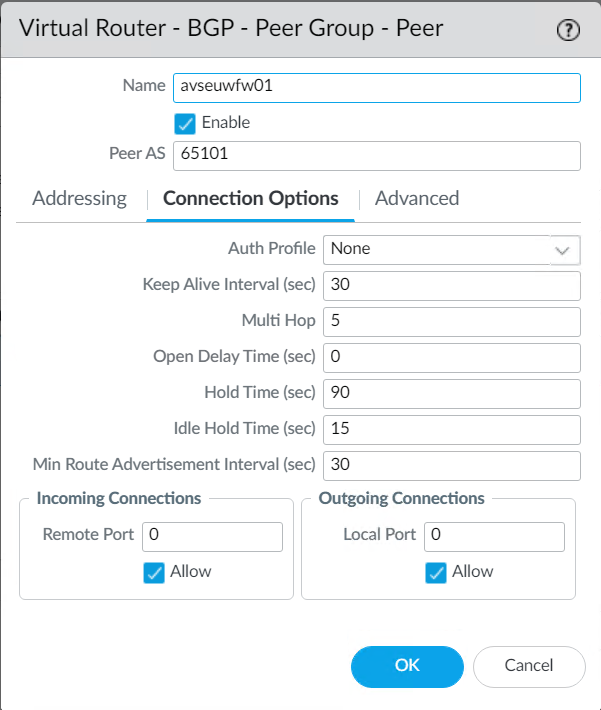 Virtual Router - BGP - Peer Group - Peer ?
Name avseuwfw01
Enable
Peer AS 65101
Addressing Connection Options Advanced
Auth Profile None
Keep Alive Interval (sec) 30
Multi Hop 5
Open Delay Time (sec) 0
Hold Time (sec) 90
Idle Hold Time (sec) 15
Min Route Advertisement Interval (sec) 30
Incoming Connections Outgoing Connections
Remote Port 0 Local Port 0
Allow Allow
OK Cancel